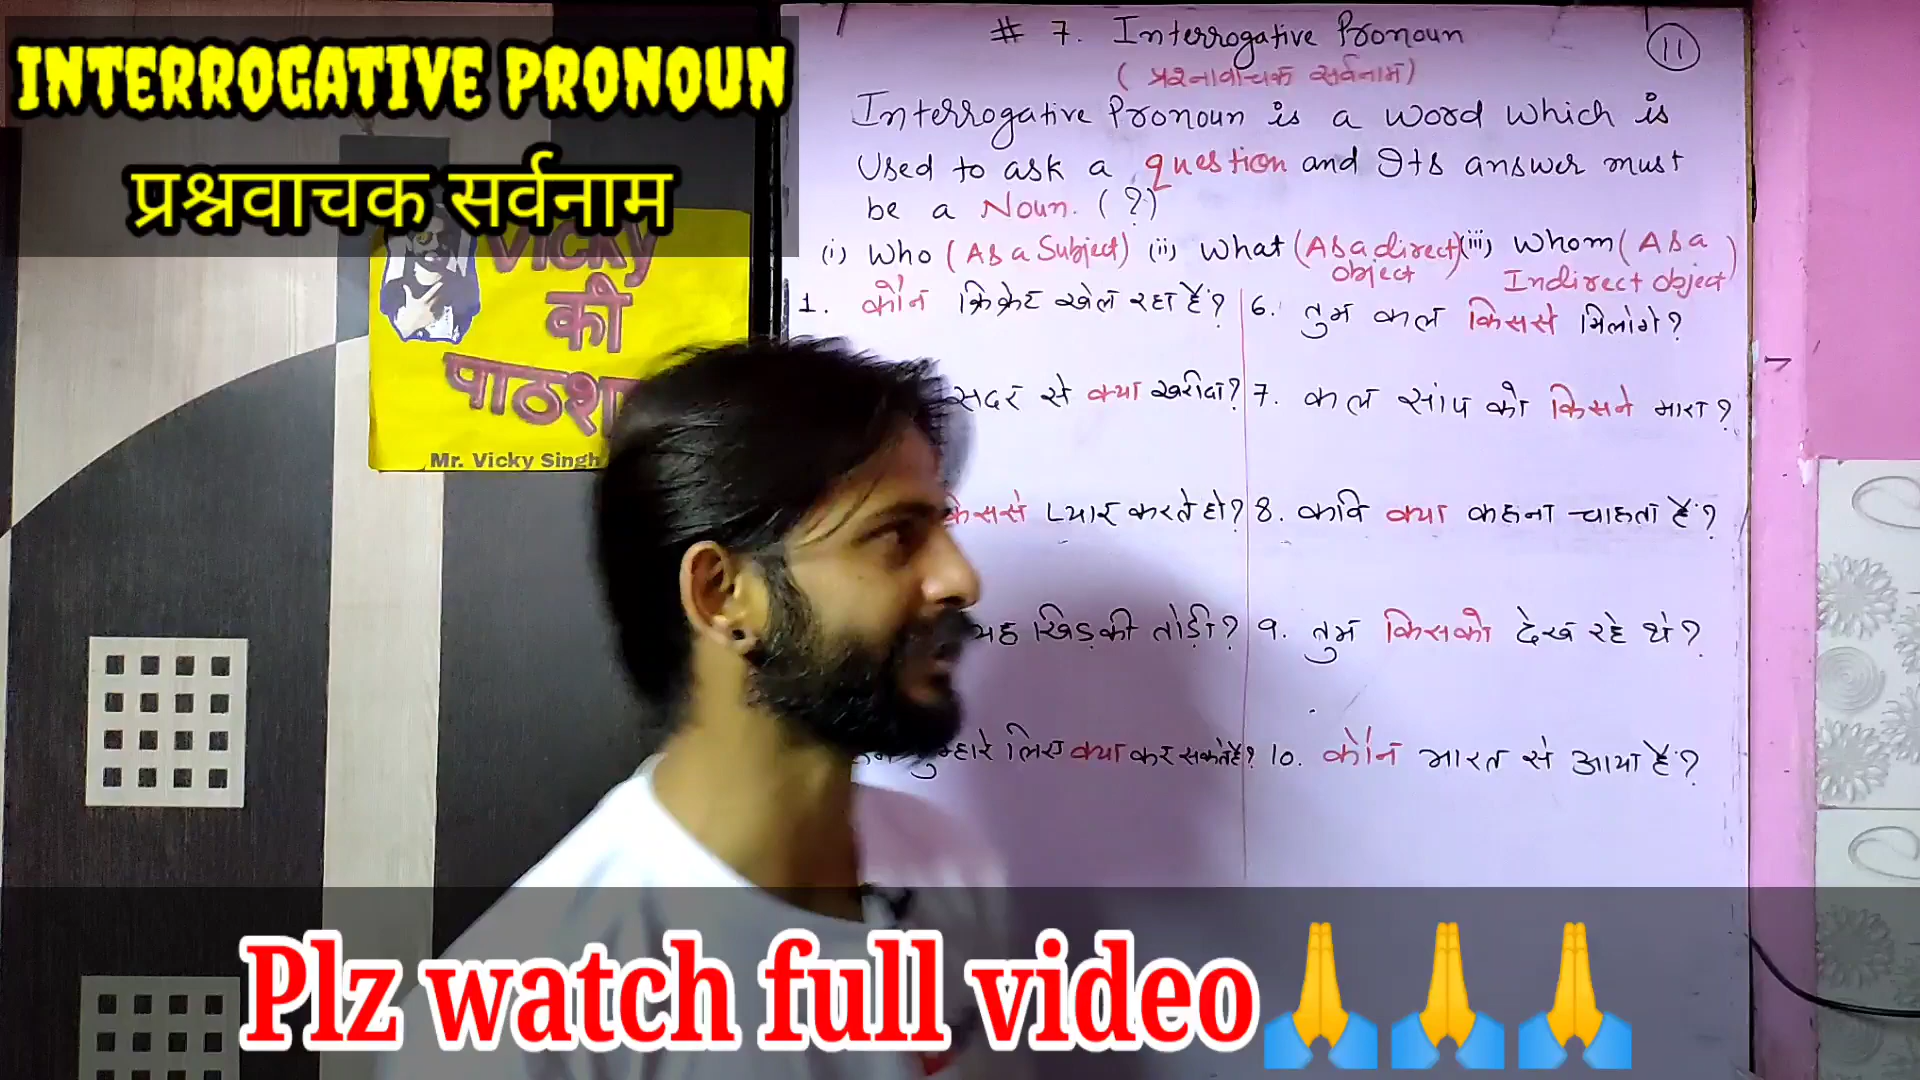 INTERROGATIVE PRONOUN
प्रश्नवाचक सर्वनाम
Vicky
की
पाठशा
Mr. Vicky Singh
# 7. Interrogative Pronoun
11
(प्रश्नावाचक सर्वनाम)
Interrogative Pronoun is a word which is
Used to ask a question and Its answer must
be a Noun. (?)
(i) Who (As a Subject) (ii) What (As a direct object) (iii) Whom (As a Indirect object)
1. कौन क्रिकेट खेल रहा है?
सदर से क्या खरीदा?
किससे प्यार करते हो?
यह खिड़की तोड़ी?
तुम्हारे लिए क्या कर सकते है?
6. तुम कल किससे मिलोगे?
7. कल सांप को किसने मारा?
8. कवि क्या कहना चाहता है?
9. तुम किसको देख रहे थे?
10. कौन भारत से आया है?
Plz watch full video🙏🙏🙏